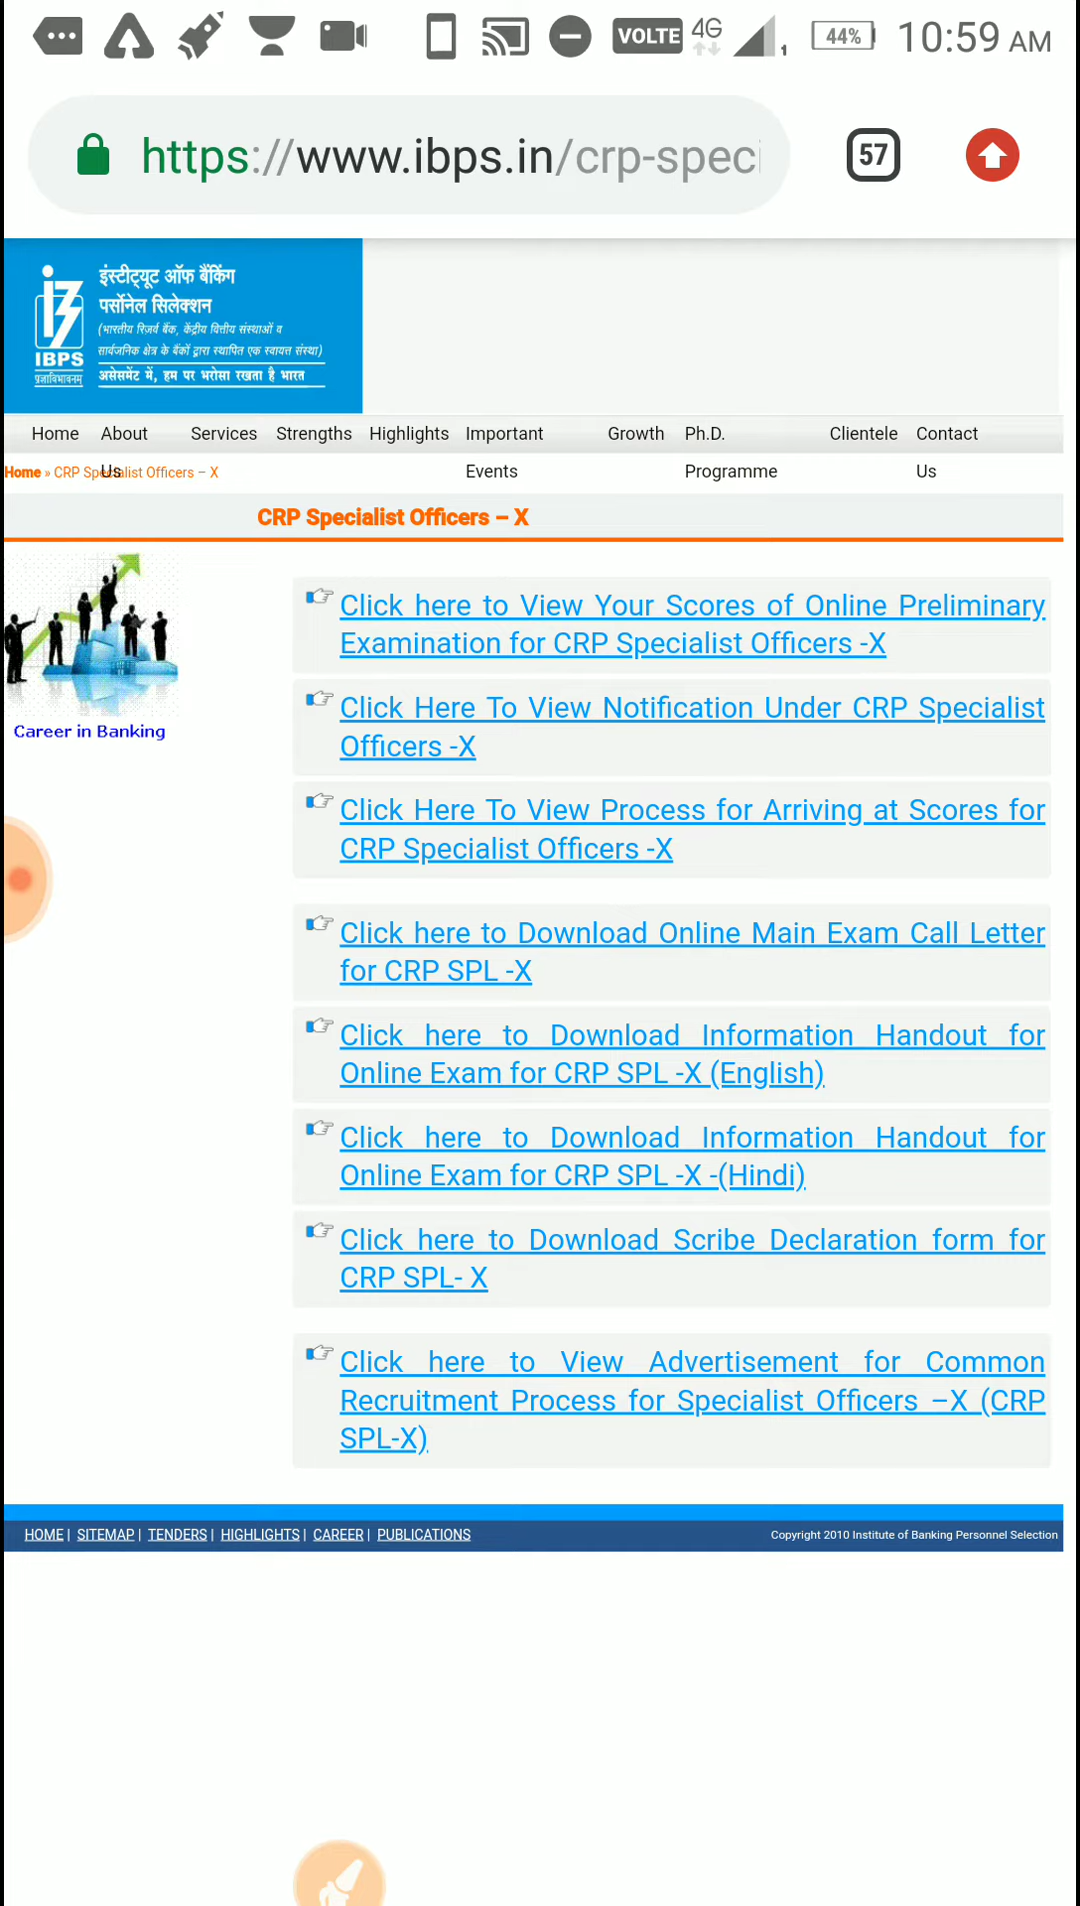 VOLTE 4G 1 44% 10:59 AM
https://www.ibps.in/crp-speci
57
इंस्टीट्यूट ऑफ बैंकिंग
पर्सोनेल सिलेक्शन
(भारतीय रिज़र्व बैंक, केंद्रीय वित्तीय संस्थाओं व
सार्वजनिक क्षेत्र के बैंकों द्वारा स्थापित एक स्वायत्त संस्था)
IBPS
प्रज्ञाविभावनम्
असेसमेंट में, हम पर भरोसा रखता है भारत
Home About Services Strengths Highlights Important Growth Ph.D. Clientele Contact
Us Events Programme Us
Home » CRP Specialist Officers – X
CRP Specialist Officers – X
Career in Banking
Click here to View Your Scores of Online Preliminary
Examination for CRP Specialist Officers -X
Click Here To View Notification Under CRP Specialist
Officers -X
Click Here To View Process for Arriving at Scores for
CRP Specialist Officers -X
Click here to Download Online Main Exam Call Letter
for CRP SPL -X
Click here to Download Information Handout for
Online Exam for CRP SPL -X (English)
Click here to Download Information Handout for
Online Exam for CRP SPL -X -(Hindi)
Click here to Download Scribe Declaration form for
CRP SPL- X
Click here to View Advertisement for Common
Recruitment Process for Specialist Officers –X (CRP
SPL-X)
HOME | SITEMAP | TENDERS | HIGHLIGHTS | CAREER | PUBLICATIONS
Copyright 2010 Institute of Banking Personnel Selection